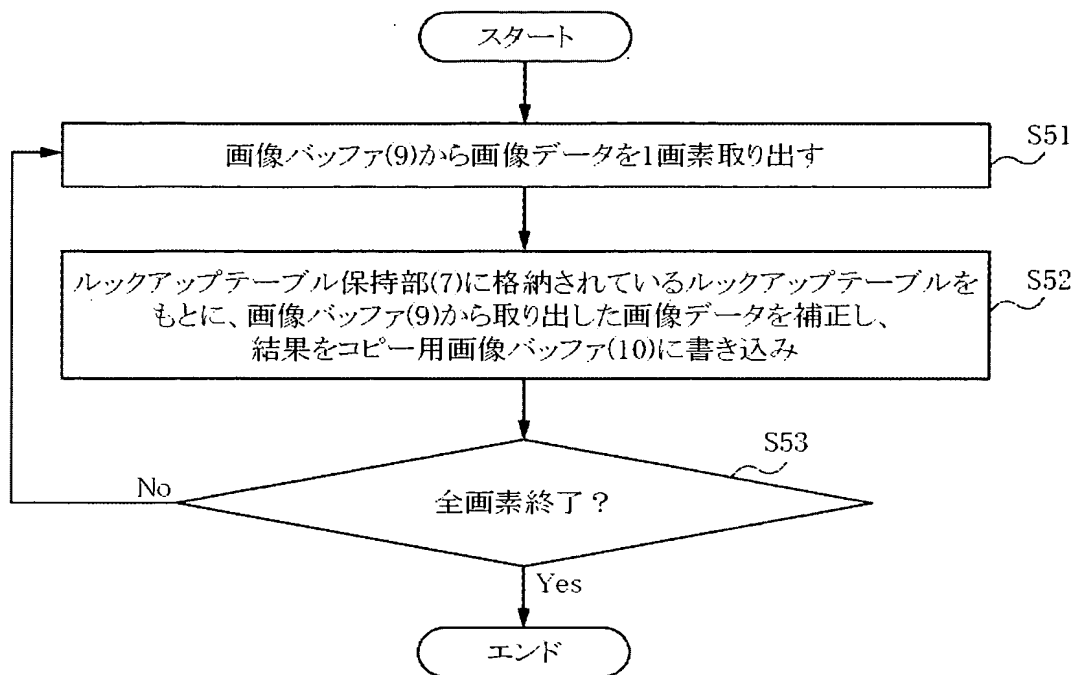 スタート
画像バッファ(9)から画像データを1画素取り出す
S51
ルックアップテーブル保持部(7)に格納されているルックアップテーブルを
もとに、画像バッファ(9)から取り出した画像データを補正し、
結果をコピー用画像バッファ(10)に書き込み
S52
S53
全画素終了？
No
Yes
エンド